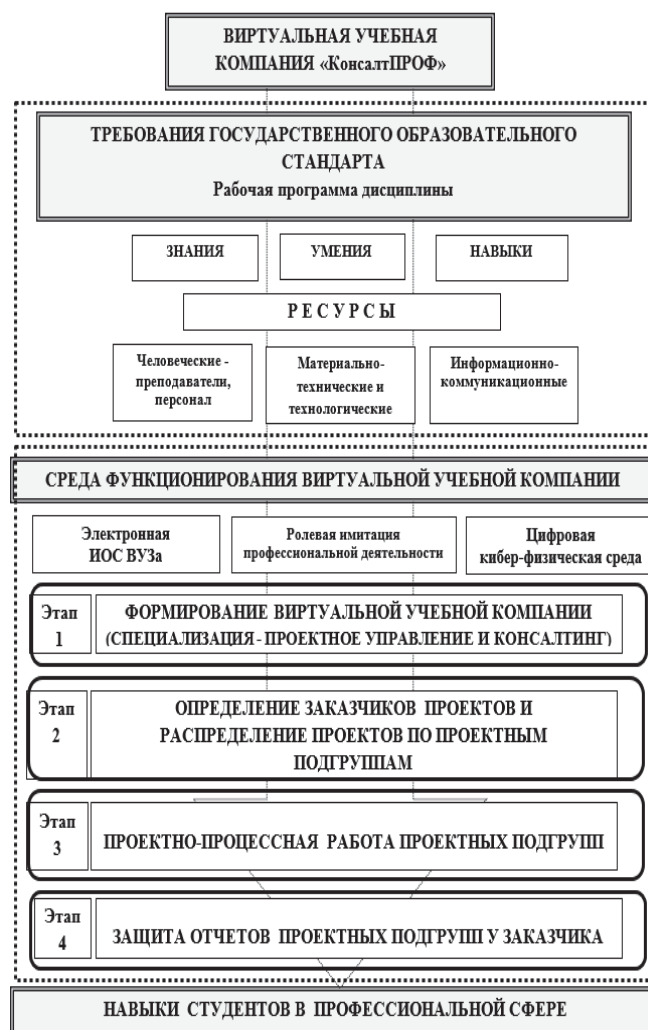 ВИРТУАЛЬНАЯ УЧЕБНАЯ
КОМПАНИЯ «КонсалтПРОФ»
ТРЕБОВАНИЯ ГОСУДАРСТВЕННОГО ОБРАЗОВАТЕЛЬНОГО
СТАНДАРТА
Рабочая программа дисциплины
ЗНАНИЯ
УМЕНИЯ
НАВЫКИ
Р Е С У Р С Ы
Человеческие -
преподаватели,
персонал
Материально-
технические и
технологические
Информационно-
коммуникационные
СРЕДА ФУНКЦИОНИРОВАНИЯ ВИРТУАЛЬНОЙ УЧЕБНОЙ КОМПАНИИ
Электронная
ИОС ВУЗа
Ролевая имитация
профессиональной деятельности
Цифровая
кибер-физическая среда
Этап
1
ФОРМИРОВАНИЕ ВИРТУАЛЬНОЙ УЧЕБНОЙ КОМПАНИИ
(СПЕЦИАЛИЗАЦИЯ - ПРОЕКТНОЕ УПРАВЛЕНИЕ И КОНСАЛТИНГ)
Этап
2
ОПРЕДЕЛЕНИЕ ЗАКАЗЧИКОВ ПРОЕКТОВ И
РАСПРЕДЕЛЕНИЕ ПРОЕКТОВ ПО ПРОЕКТНЫМ
ПОДГРУППАМ
Этап
3
ПРОЕКТНО-ПРОЦЕССНАЯ РАБОТА ПРОЕКТНЫХ ПОДГРУПП
Этап
4
ЗАЩИТА ОТЧЕТОВ ПРОЕКТНЫХ ПОДГРУПП У ЗАКАЗЧИКА
НАВЫКИ СТУДЕНТОВ В ПРОФЕССИОНАЛЬНОЙ СФЕРЕ